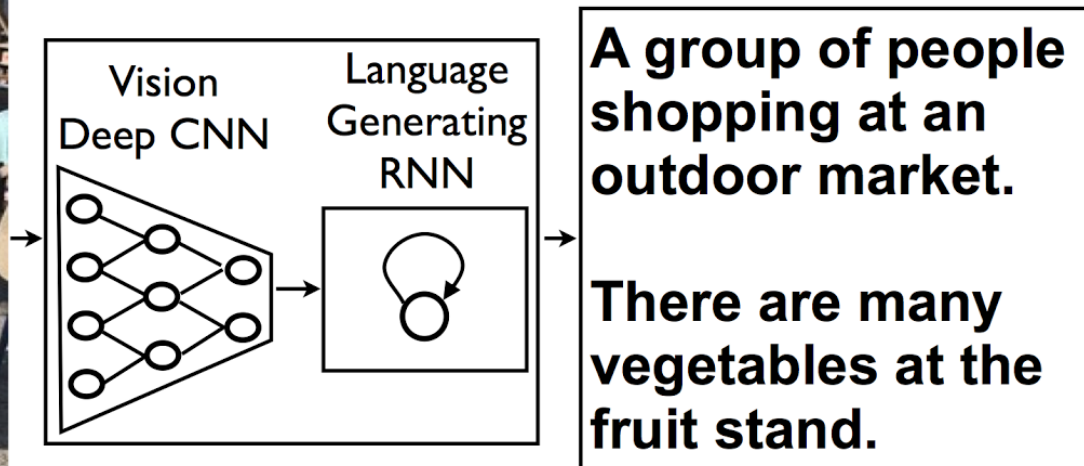 Vision
Deep CNN
Language
Generating
RNN
A group of people
shopping at an
outdoor market.
There are many
vegetables at the
fruit stand.